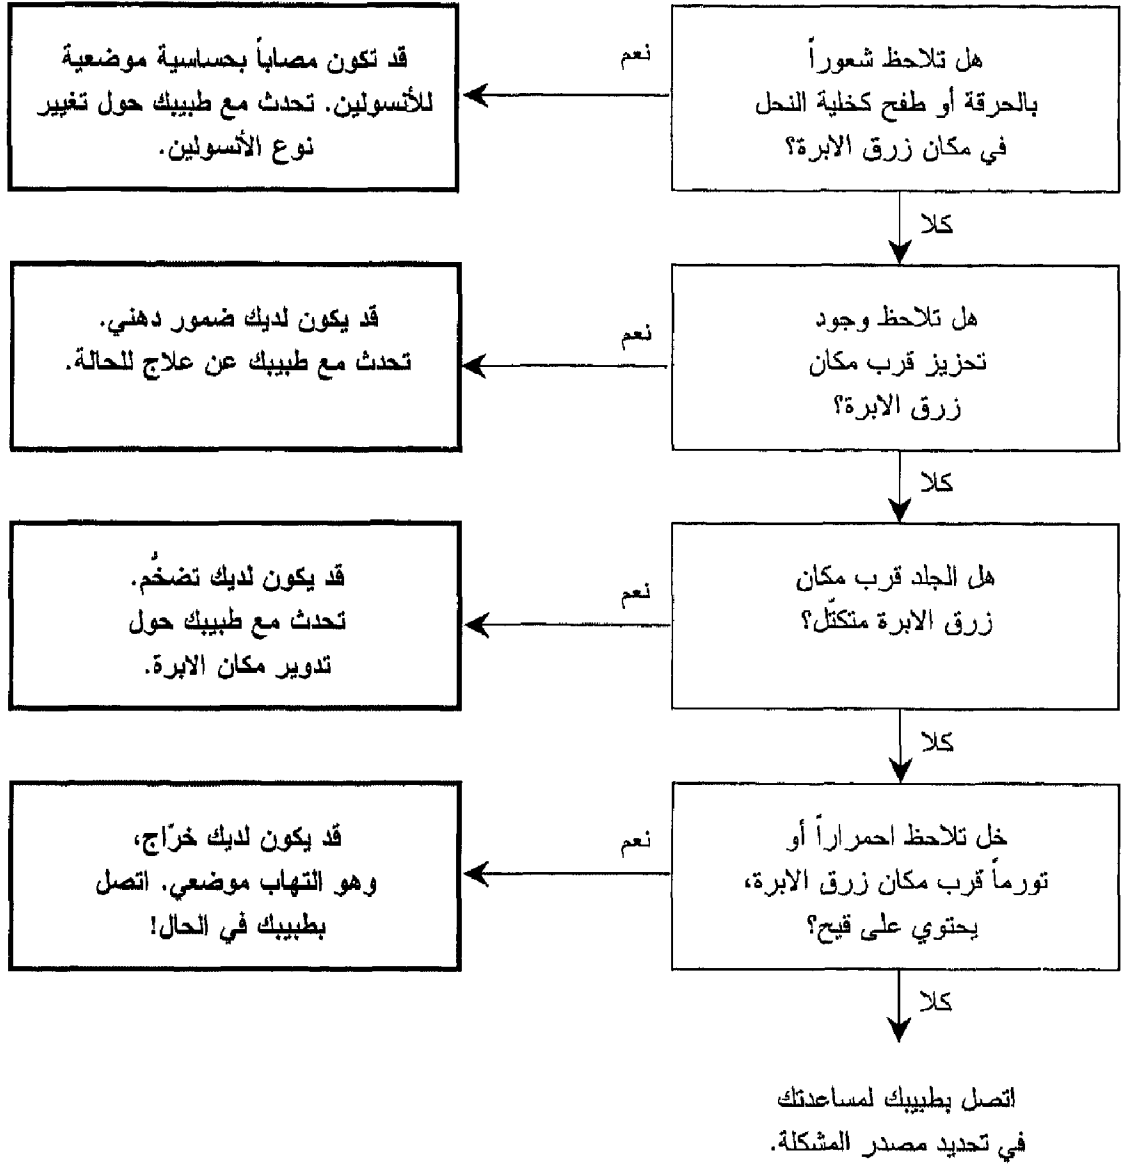 هل تلاحظ شعوراً
بالحرقة أو طفح كخلية النحل
في مكان زرق الابرة؟
نعم
قد تكون مصاباً بحساسية موضعية
للأنسولين. تحدث مع طبيبك حول تغيير
نوع الأنسولين.
كلا
هل تلاحظ وجود
تحزيز قرب مكان
زرق الابرة؟
نعم
قد يكون لديك ضمور دهني.
تحدث مع طبيبك عن علاج للحالة.
كلا
هل الجلد قرب مكان
زرق الابرة متكتّل؟
نعم
قد يكون لديك تضخُّم.
تحدث مع طبيبك حول
تدوير مكان الابرة.
كلا
خل تلاحظ احمراراً أو
تورماً قرب مكان زرق الابرة،
يحتوي على قيح؟
نعم
قد يكون لديك خرّاج،
وهو التهاب موضعي. اتصل
بطبيبك في الحال!
كلا
اتصل بطبيبك لمساعدتك
في تحديد مصدر المشكلة.